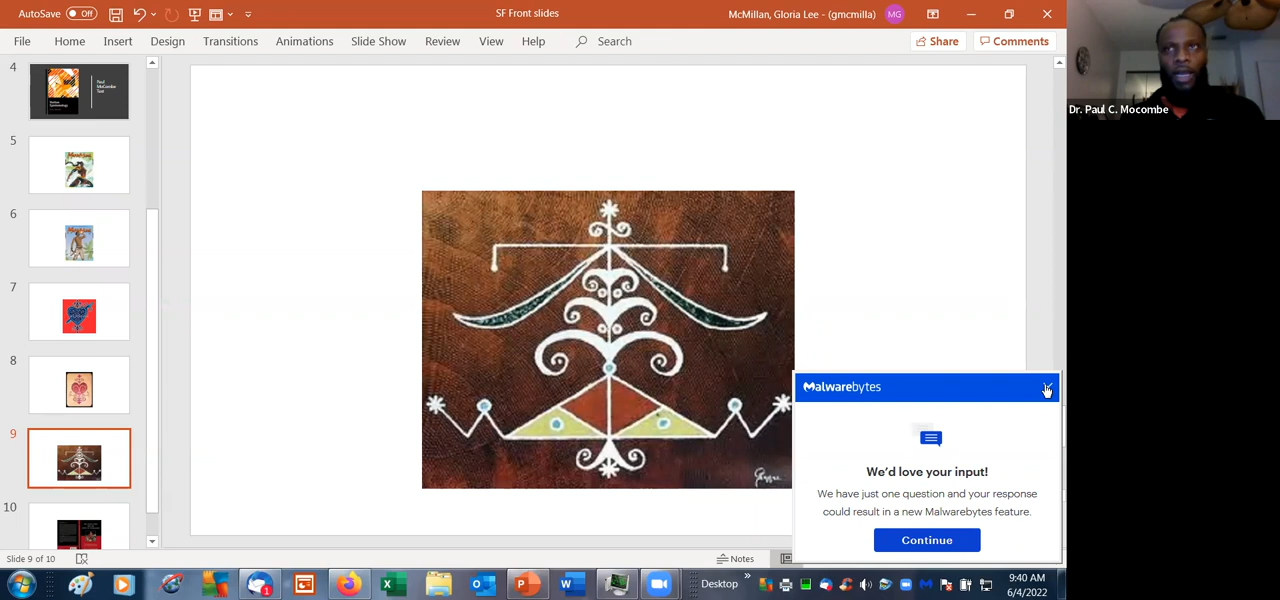 AutoSave Off
SF Front slides
McMillan, Gloria Lee - (gmcmilla)
MG
File Home Insert Design Transitions Animations Slide Show Review View Help Search
Share Comments
Dr. Paul C. Mocombe
4
Paul
Mocombe
Text
5
6
7
8
9
10
Malwarebytes
We'd love your input!
We have just one question and your response
could result in a new Malwarebytes feature.
Continue
Slide 9 of 10
Notes
Desktop
9:40 AM
6/4/2022